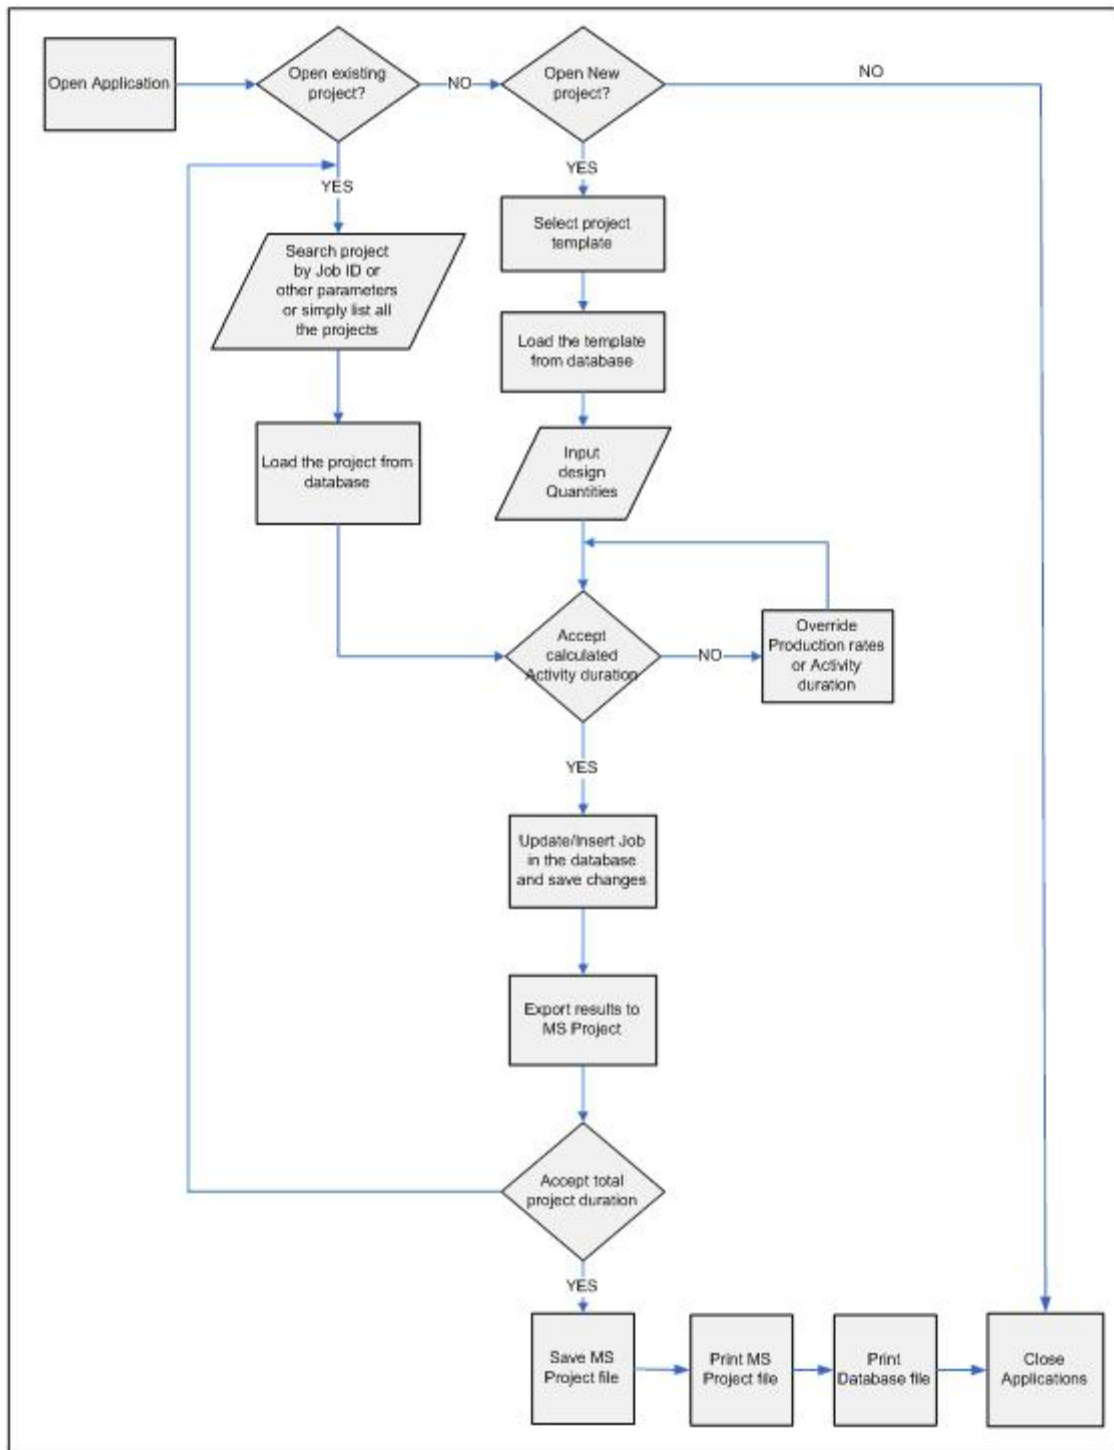 Open Application
Open existing
project?
NO
Open New
project?
NO
YES
YES
Search project
by Job ID or
other parameters
or simply list all
the projects
Select project
template
Load the template
from database
Load the project from
database
Input
design
Quantities
Accept
calculated
Activity duration
NO
Override
Production rates
or Activity
duration
YES
Update/Insert Job
in the database
and save changes
Export results to
MS Project
Accept total
project duration
YES
Save MS
Project file
Print MS
Project file
Print
Database file
Close
Applications